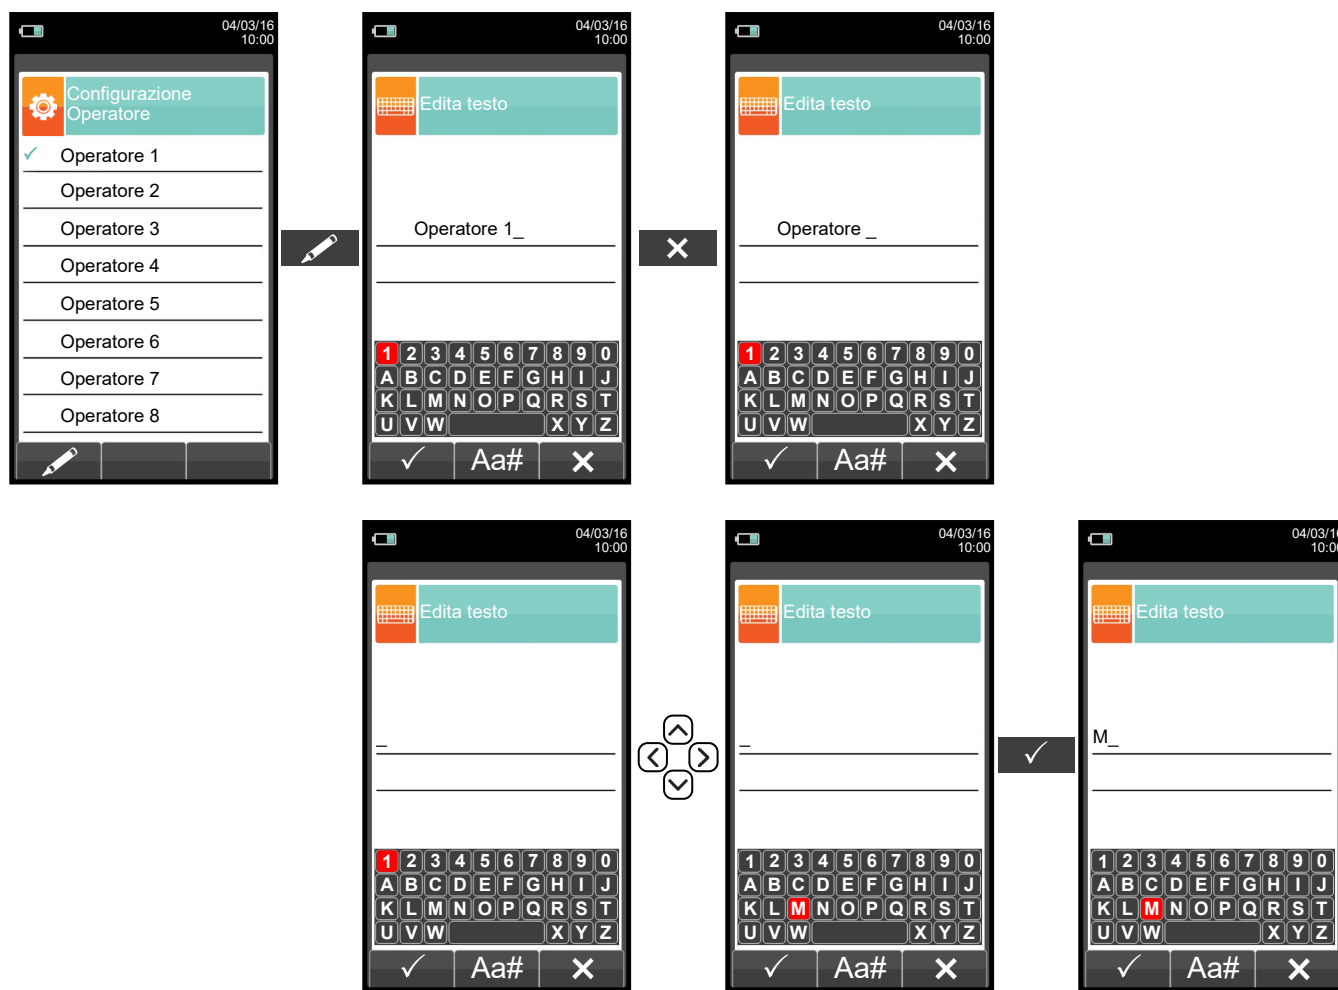 04/03/16
10:00
Configurazione
Operatore
Operatore 1
Operatore 2
Operatore 3
Operatore 4
Operatore 5
Operatore 6
Operatore 7
Operatore 8
04/03/16
10:00
Edita testo
Operatore 1_
1 2 3 4 5 6 7 8 9 0
A B C D E F G H I J
K L M N O P Q R S T
U V W X Y Z
Aa#
04/03/16
10:00
Edita testo
Operatore _
1 2 3 4 5 6 7 8 9 0
A B C D E F G H I J
K L M N O P Q R S T
U V W X Y Z
Aa#
04/03/16
10:00
Edita testo
_
1 2 3 4 5 6 7 8 9 0
A B C D E F G H I J
K L M N O P Q R S T
U V W X Y Z
Aa#
04/03/16
10:00
Edita testo
_
1 2 3 4 5 6 7 8 9 0
A B C D E F G H I J
K L M N O P Q R S T
U V W X Y Z
Aa#
04/03/16
10:00
Edita testo
M_
1 2 3 4 5 6 7 8 9 0
A B C D E F G H I J
K L M N O P Q R S T
U V W X Y Z
Aa#